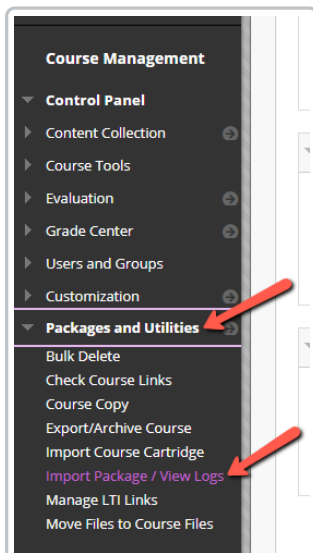 Course Management
Control Panel
Content Collection
Course Tools
Evaluation
Grade Center
Users and Groups
Customization
Packages and Utilities
Bulk Delete
Check Course Links
Course Copy
Export/Archive Course
Import Course Cartridge
Import Package / View Logs
Manage LTI Links
Move Files to Course Files